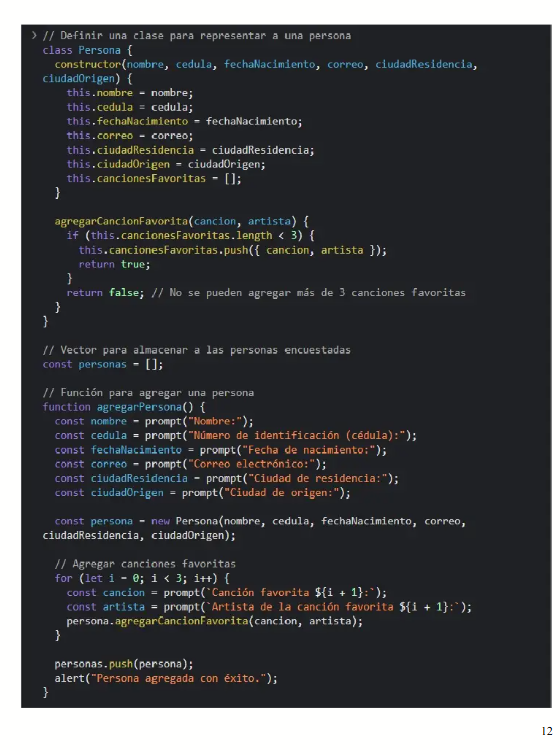 ❯ // Definir una clase para representar a una persona
class Persona {
  constructor(nombre, cedula, fechaNacimiento, correo, ciudadResidencia,
ciudadOrigen) {
    this.nombre = nombre;
    this.cedula = cedula;
    this.fechaNacimiento = fechaNacimiento;
    this.correo = correo;
    this.ciudadResidencia = ciudadResidencia;
    this.ciudadOrigen = ciudadOrigen;
    this.cancionesFavoritas = [];
  }

  agregarCancionFavorita(cancion, artista) {
    if (this.cancionesFavoritas.length < 3) {
      this.cancionesFavoritas.push({ cancion, artista });
      return true;
    }
    return false; // No se pueden agregar más de 3 canciones favoritas
  }
}

// Vector para almacenar a las personas encuestadas
const personas = [];

// Función para agregar una persona
function agregarPersona() {
  const nombre = prompt("Nombre:");
  const cedula = prompt("Número de identificación (cédula):");
  const fechaNacimiento = prompt("Fecha de nacimiento:");
  const correo = prompt("Correo electrónico:");
  const ciudadResidencia = prompt("Ciudad de residencia:");
  const ciudadOrigen = prompt("Ciudad de origen:");

  const persona = new Persona(nombre, cedula, fechaNacimiento, correo,
ciudadResidencia, ciudadOrigen);

  // Agregar canciones favoritas
  for (let i = 0; i < 3; i++) {
    const cancion = prompt(`Canción favorita ${i + 1}:`);
    const artista = prompt(`Artista de la canción favorita ${i + 1}:`);
    persona.agregarCancionFavorita(cancion, artista);
  }

  personas.push(persona);
  alert("Persona agregada con éxito.");
}
12